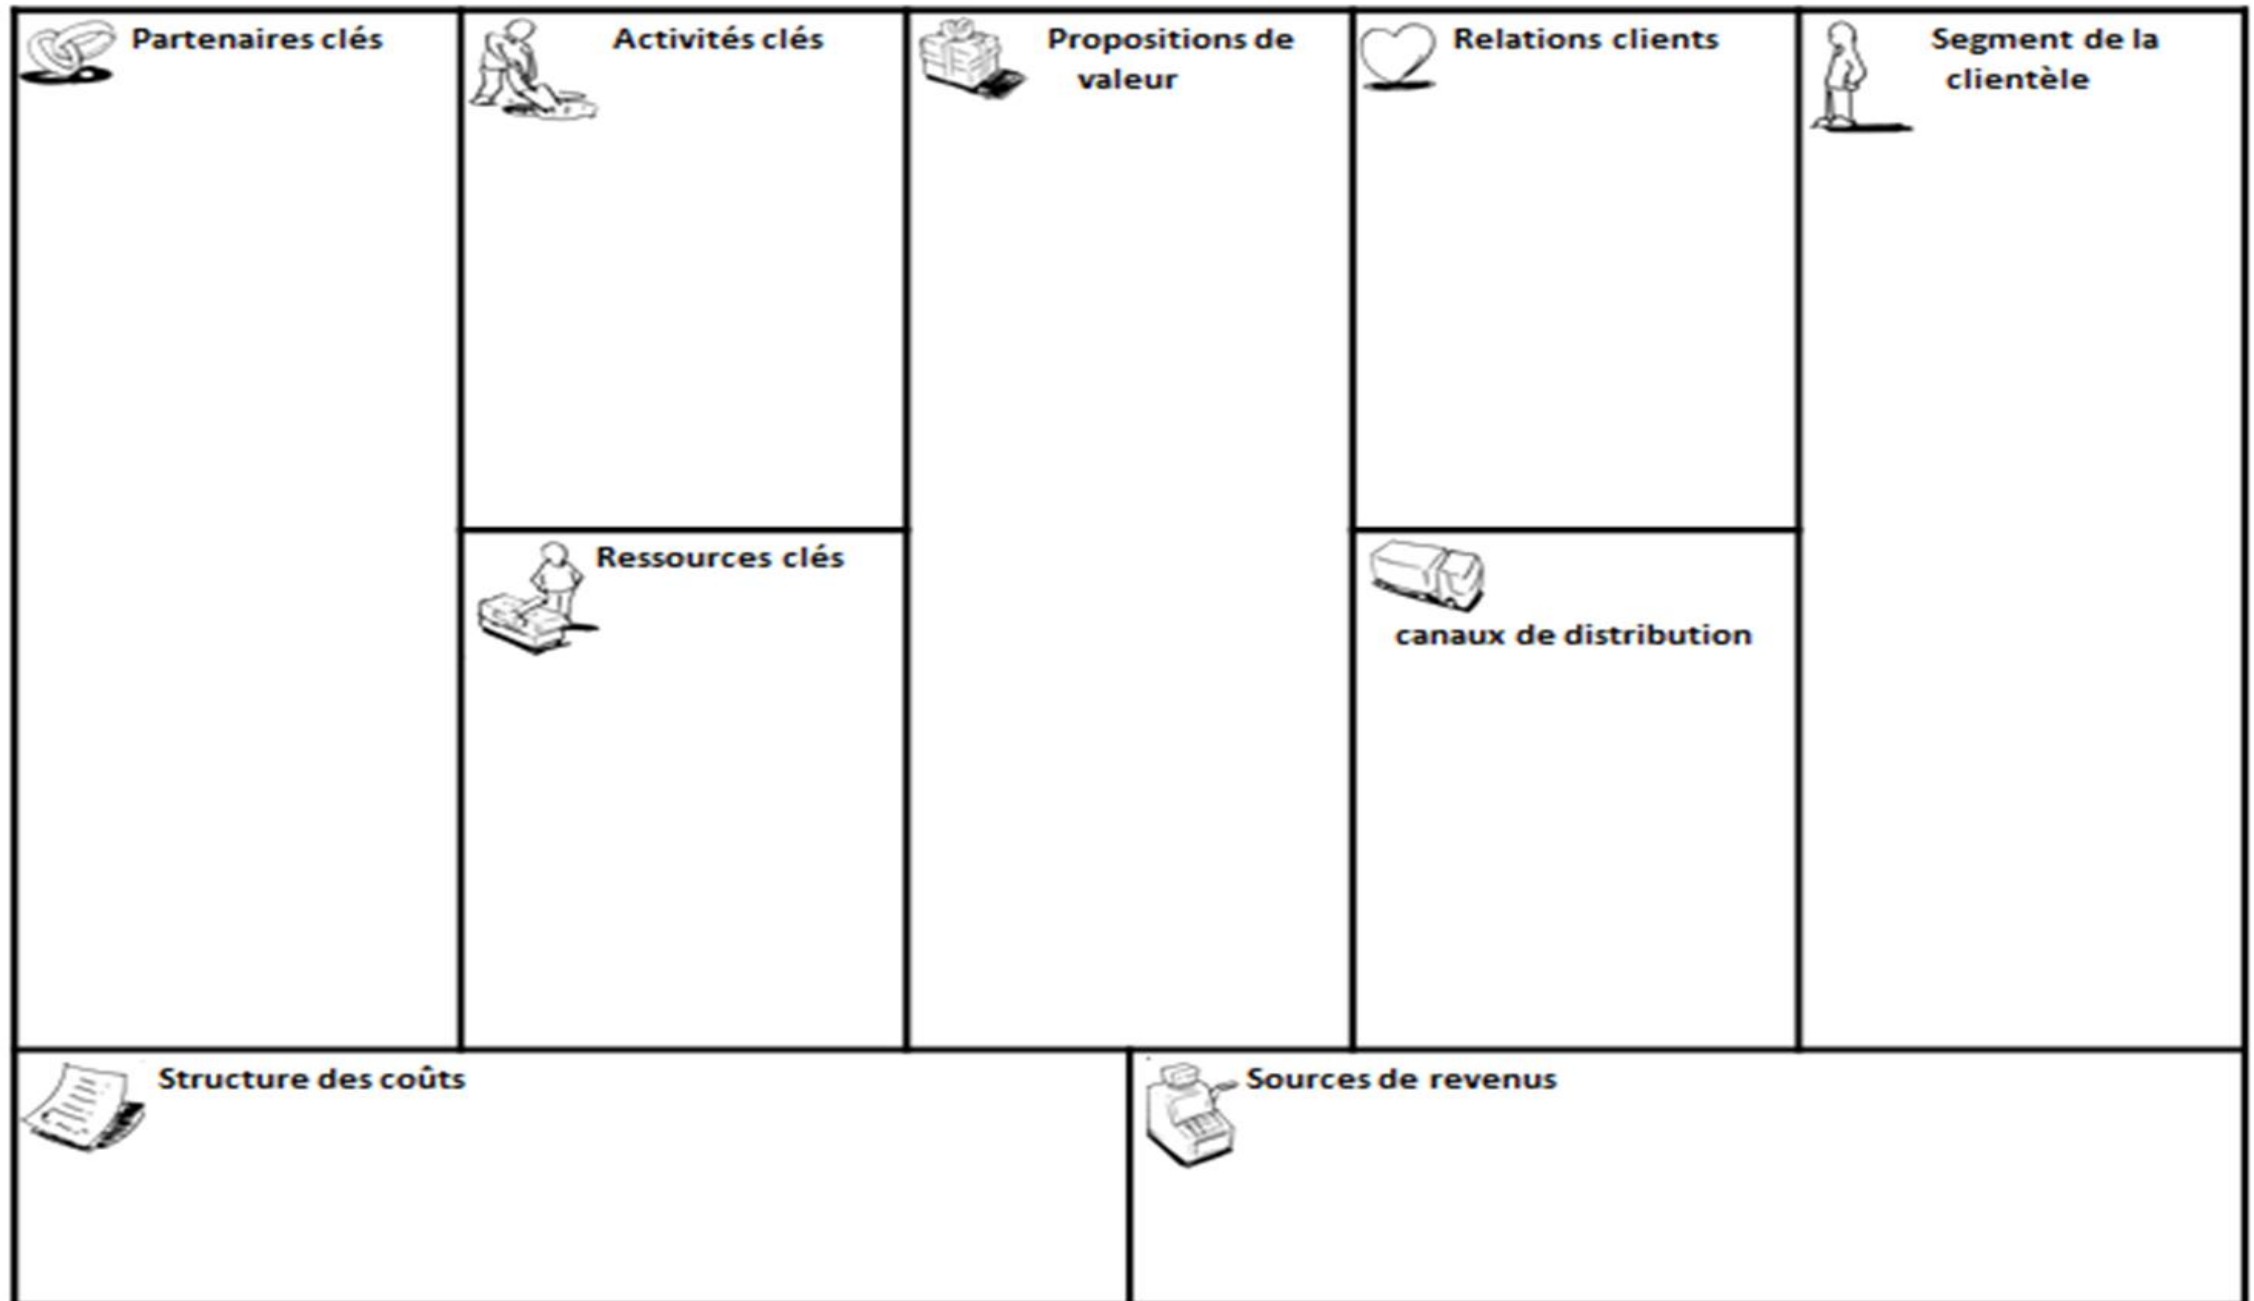 Partenaires clés
Activités clés
Propositions de
valeur
Relations clients
Segment de la
clientèle
Ressources clés
canaux de distribution
Structure des coûts
Sources de revenus